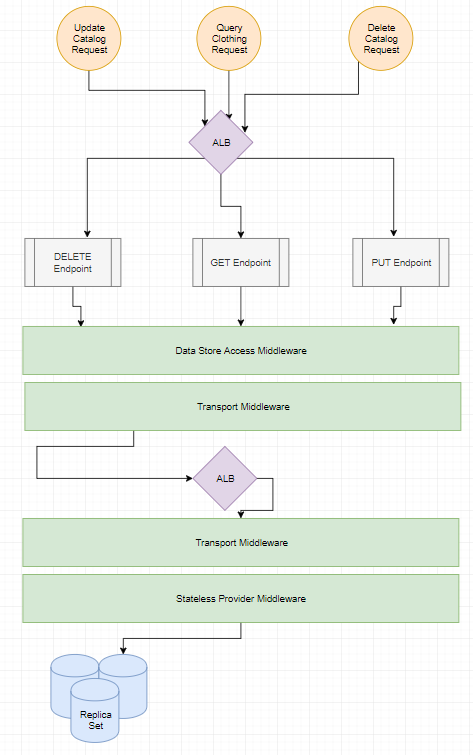 Update
Catalog
Request
Query
Clothing
Request
Delete
Catalog
Request
ALB
DELETE
Endpoint
GET Endpoint
PUT Endpoint
Data Store Access Middleware
Transport Middleware
ALB
Transport Middleware
Stateless Provider Middleware
Replica
Set